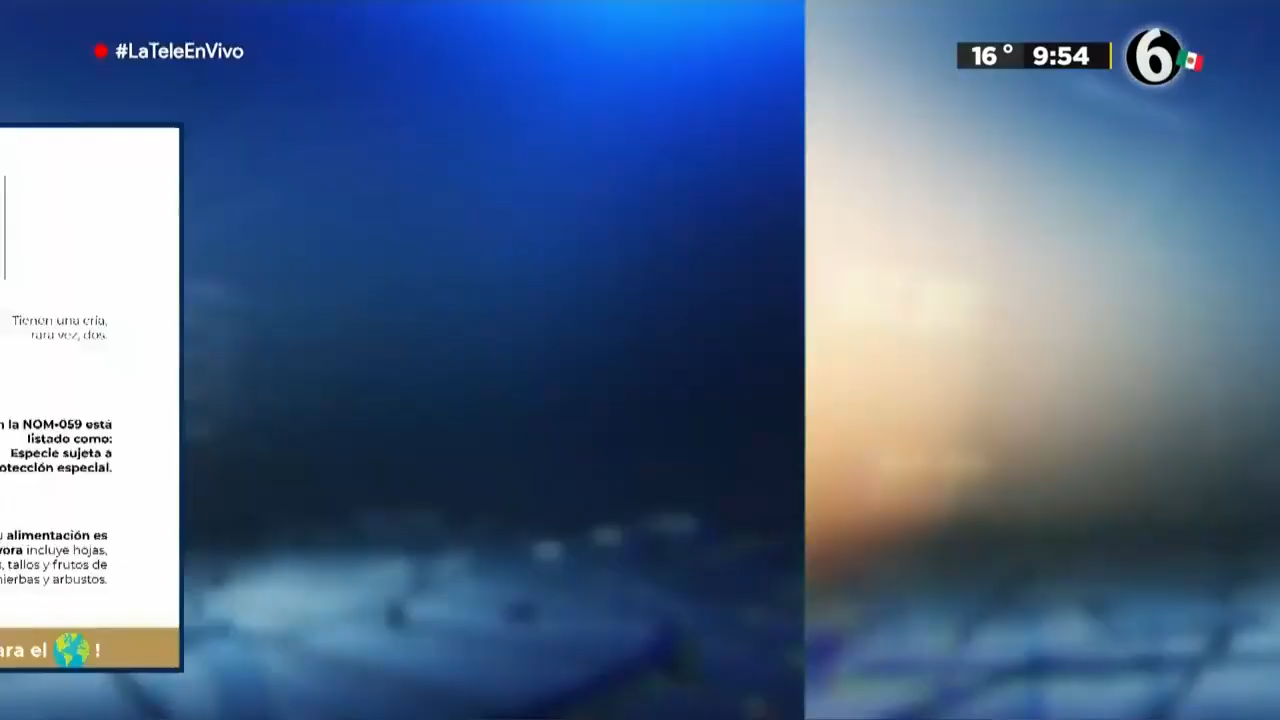 #LaTeleEnVivo
16° 9:54
6
Tienen una cría,
rara vez, dos.
la NOM-059 está
listado como:
Especie sujeta a
otección especial.
alimentación es
vora incluye hojas,
, tallos y frutos de
hierbas y arbustos.
ara el !